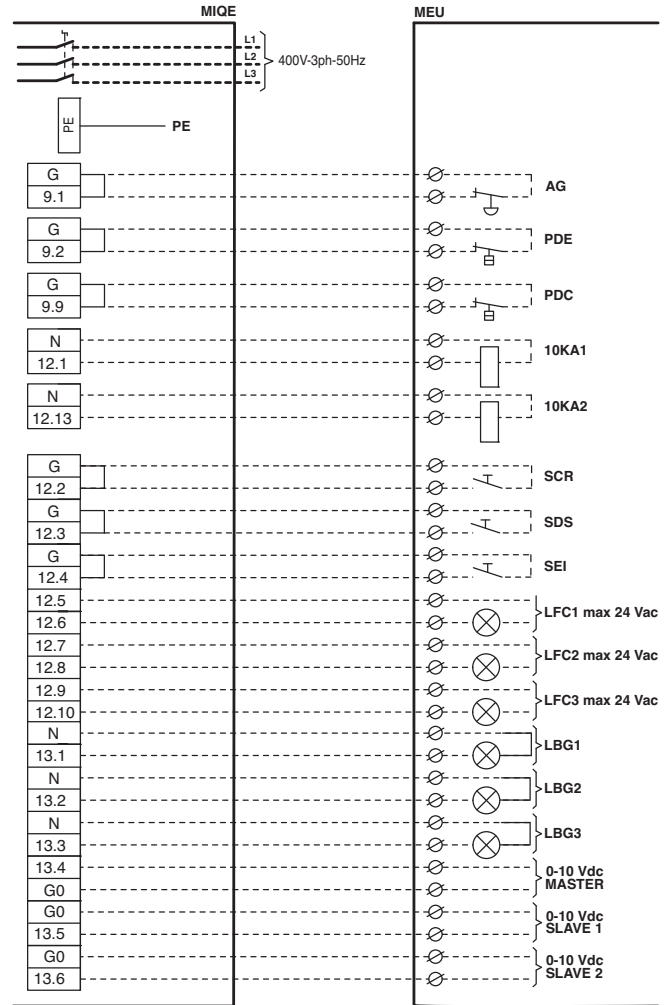 MIQE MEU
L1
L2
L3
400V-3ph-50Hz
PE PE
G
9.1
AG
G
9.2
PDE
G
9.9
PDC
N
12.1
10KA1
N
12.13
10KA2
G
12.2
SCR
G
12.3
SDS
G
12.4
SEI
12.5
12.6
LFC1 max 24 Vac
12.7
12.8
LFC2 max 24 Vac
12.9
12.10
LFC3 max 24 Vac
N
13.1
LBG1
N
13.2
LBG2
N
13.3
LBG3
13.4
G0
0-10 Vdc
MASTER
G0
13.5
0-10 Vdc
SLAVE 1
G0
13.6
0-10 Vdc
SLAVE 2